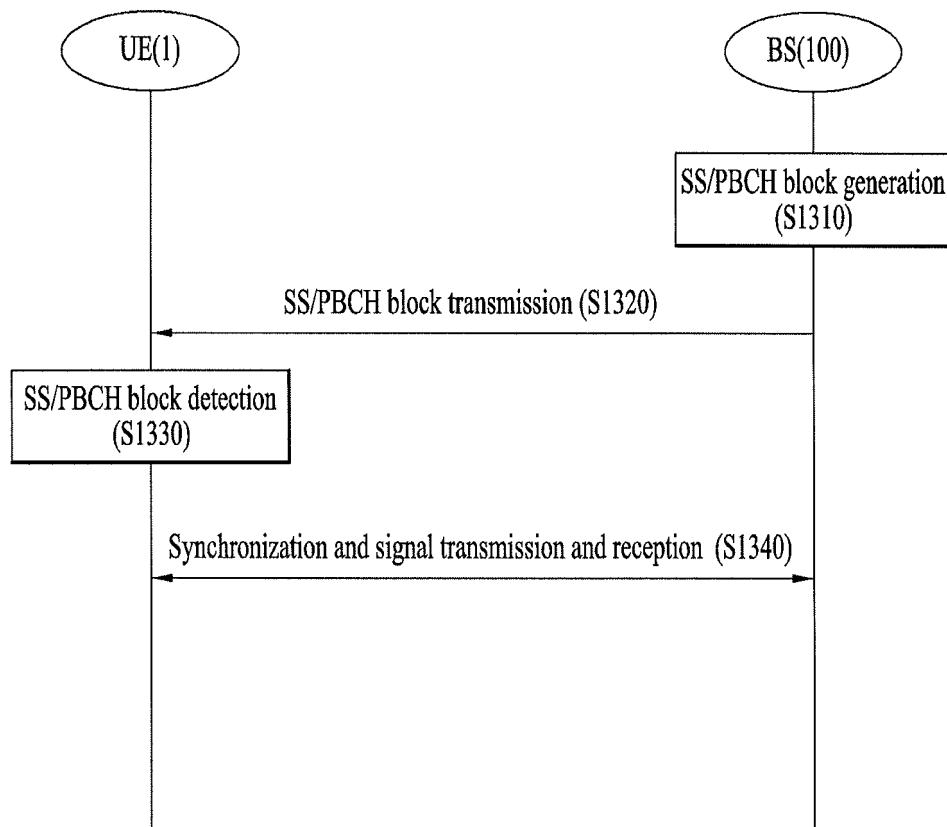 UE(1)
BS(100)
SS/PBCH block generation
(S1310)
SS/PBCH block transmission (S1320)
SS/PBCH block detection
(S1330)
Synchronization and signal transmission and reception (S1340)